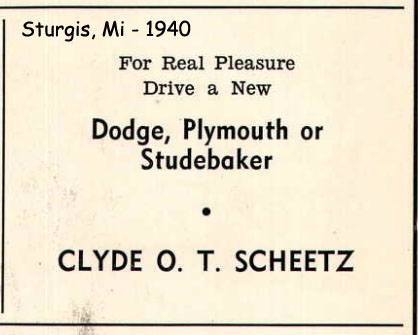 Sturgis, Mi - 1940
For Real Pleasure
Drive a New
Dodge, Plymouth or
Studebaker
•
CLYDE O. T. SCHEETZ